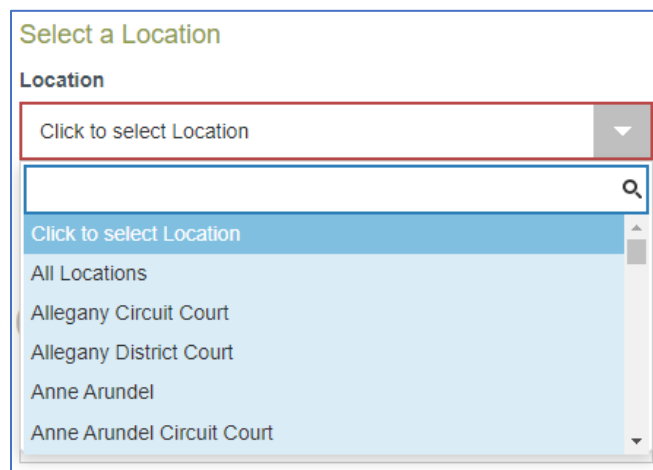 Select a Location
Location
Click to select Location
Click to select Location
All Locations
Allegany Circuit Court
Allegany District Court
Anne Arundel
Anne Arundel Circuit Court